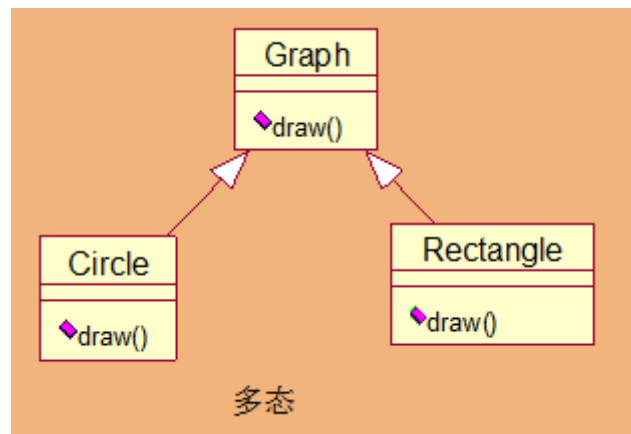 Graph
draw()
Circle
draw()
Rectangle
draw()
多态